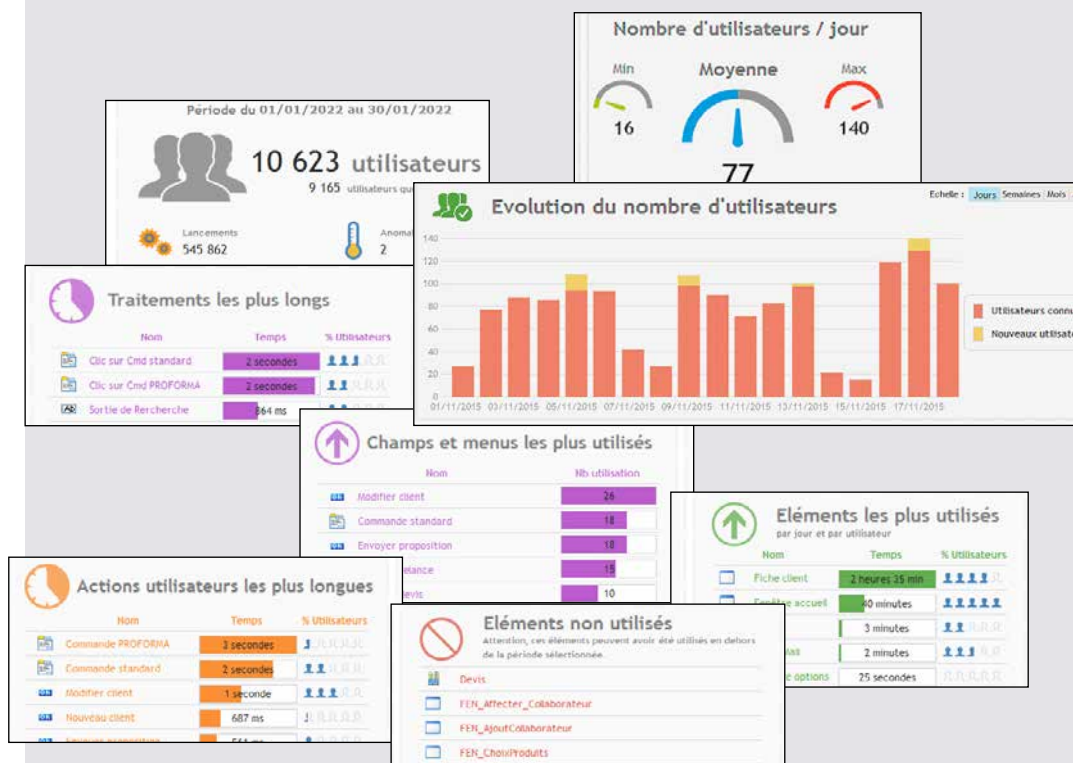 Nombre d'utilisateurs / jour
Min
Moyenne
Max
16
140
77
Période du 01/01/2022 au 30/01/2022
10 623 utilisateurs
9 165 utilisateurs
Lancements
545 862
2
Evolution du nombre d'utilisateurs
Echelle : Jours Semaines Mois
140
120
100
80
60
40
20
0
01/11/2015 03/11/2015 05/11/2015 07/11/2015 09/11/2015 11/11/2015 13/11/2015 15/11/2015 17/11/2015
Utilisateurs
Nouveaux
Traitements les plus longs
Nom Temps % Utilisateurs
Clic sur Cmd standard 2 secondes
Clic sur Cmd PROFORMA 2 secondes
Sortie de Rercherche 864 ms
Champs et menus les plus utilisés
Nom Nb utilisation
Modifier client 26
Commande standard 18
Envoyer proposition 18
15
10
Eléments les plus utilisés
par jour et par utilisateur
Nom Temps % Utilisateurs
Fiche client 2 heures 35 min
Fenêtre accueil 40 minutes
3 minutes
2 minutes
options 25 secondes
Actions utilisateurs les plus longues
Nom Temps % Utilisateurs
Commande PROFORMA 3 secondes
Commande standard 2 secondes
Modifier client 1 seconde
Nouveau client 687 ms
Eléments non utilisés
Attention, ces éléments peuvent avoir été utilisés en dehors
de la période sélectionnée.
Devis
FEN_Affecter_Collaborateur
FEN_AjoutCollaborateur
FEN_ChoixProduits